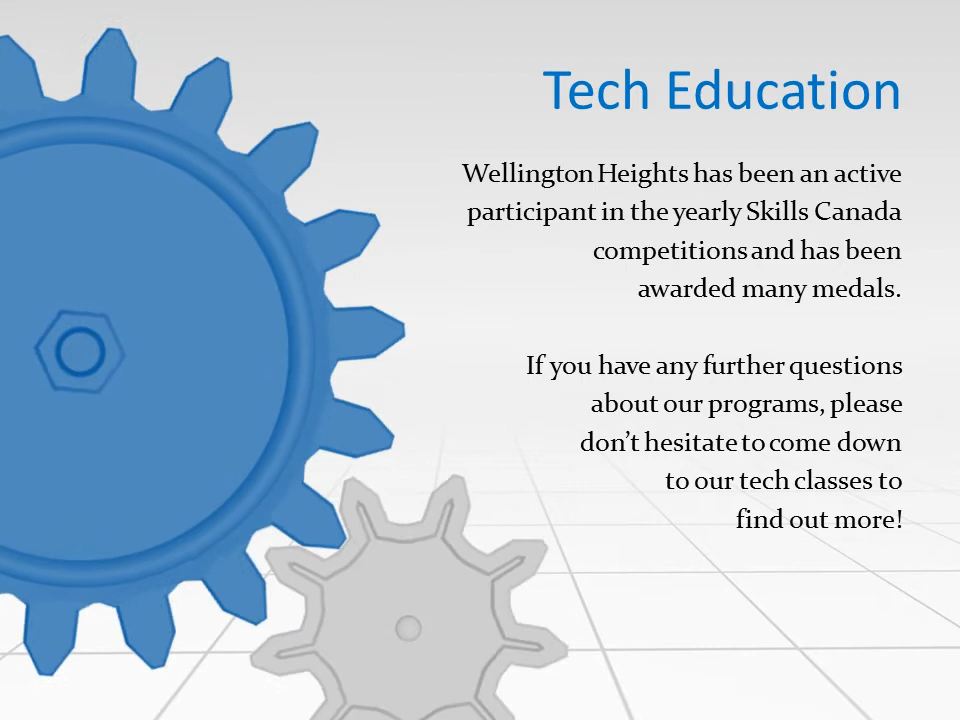 Tech Education
Wellington Heights has been an active
participant in the yearly Skills Canada
competitions and has been
awarded many medals.
If you have any further questions
about our programs, please
don’t hesitate to come down
to our tech classes to
find out more!